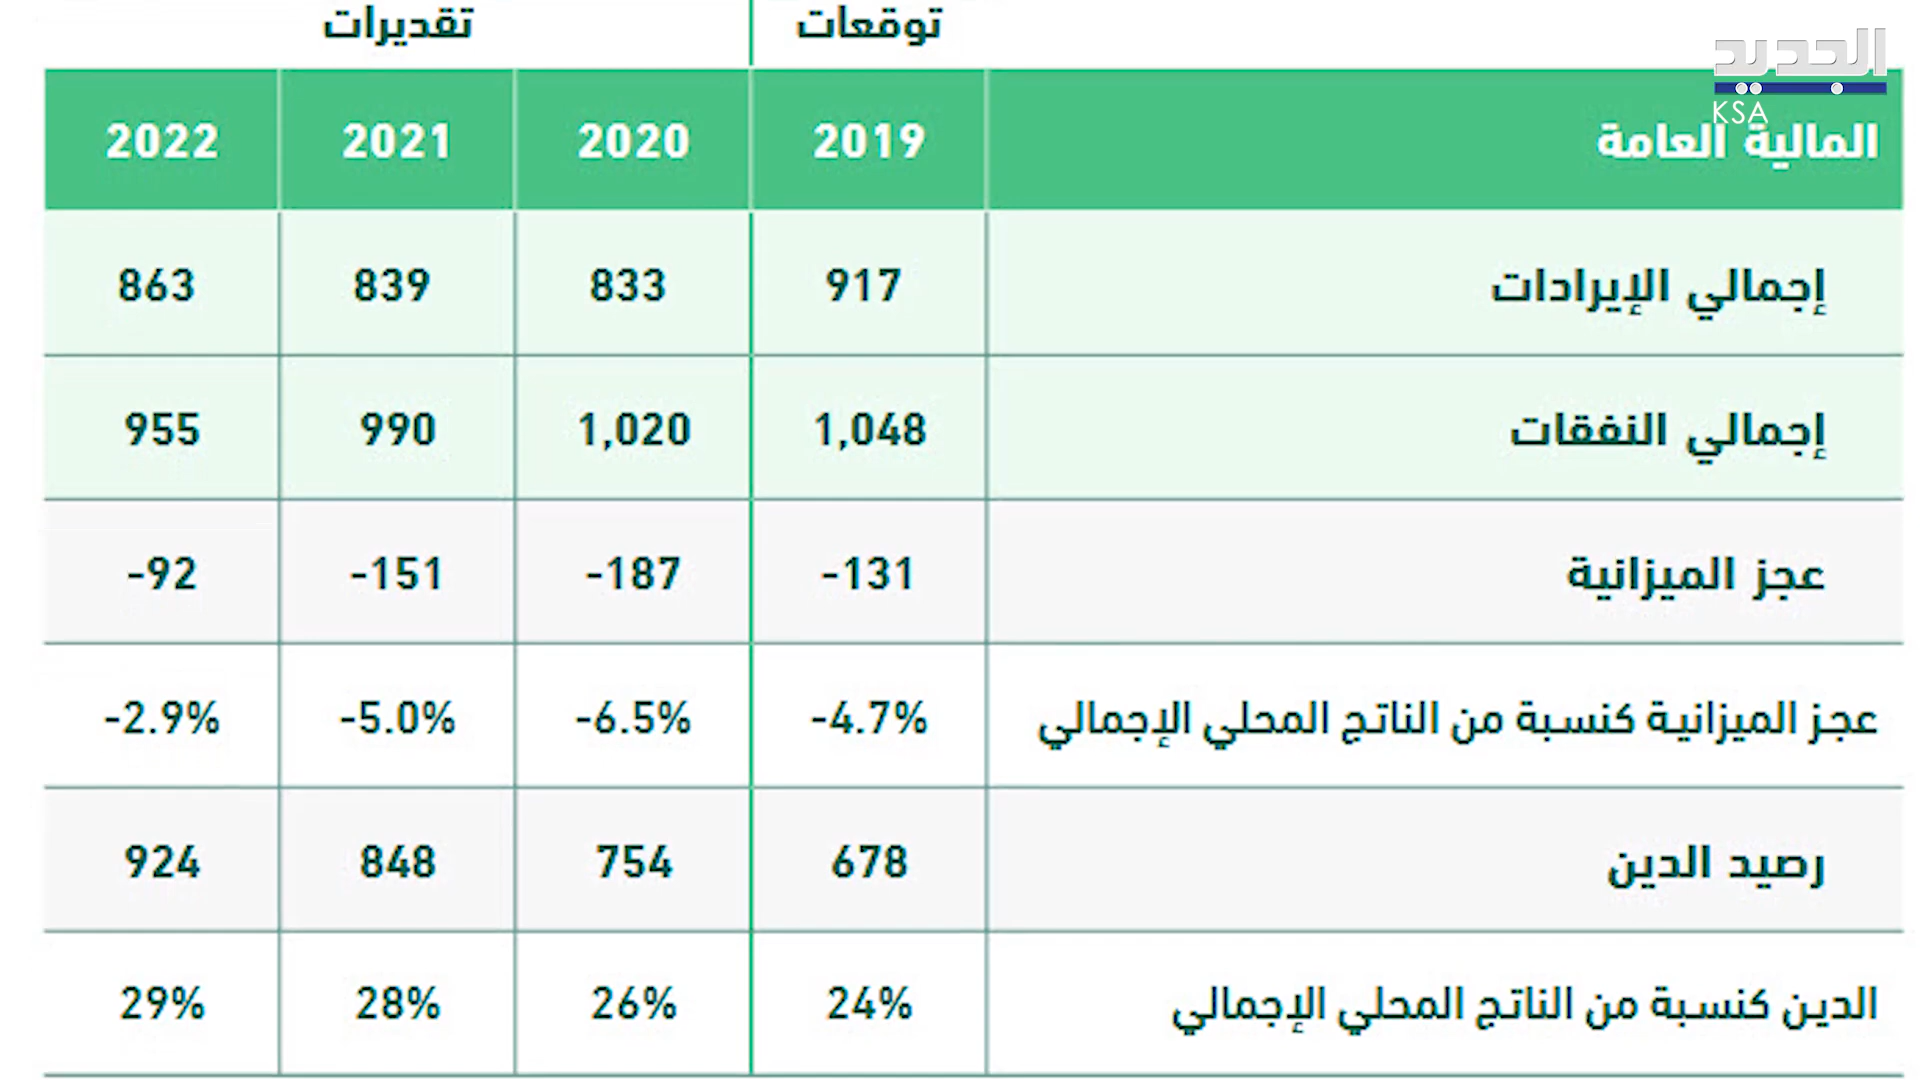 توقعات تقديرات
الجديد
KSA
المالية العامة 2019 2020 2021 2022
إجمالي الإيرادات 917 833 839 863
إجمالي النفقات 1,048 1,020 990 955
عجز الميزانية -131 -187 -151 -92
عجز الميزانية كنسبة من الناتج المحلي الإجمالي -4.7% -6.5% -5.0% -2.9%
رصيد الدين 678 754 848 924
الدين كنسبة من الناتج المحلي الإجمالي 24% 26% 28% 29%